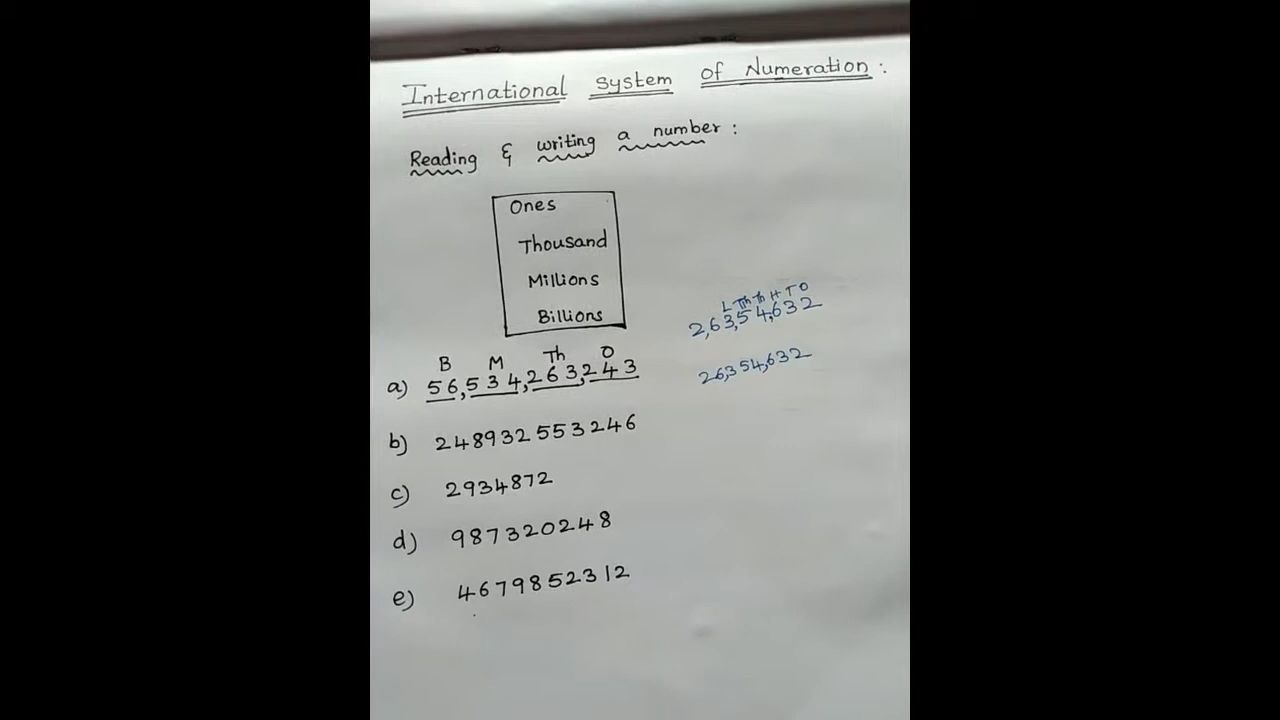 International system of Numeration:
Reading & writing a number:
Ones
Thousand
Millions
Billions
B M Th O
a) 56,534,263,243
b) 248932553246
c) 2934872
d) 987320248
e) 4679852312
L Th Th H T O
2,63,54,632
26,354,632